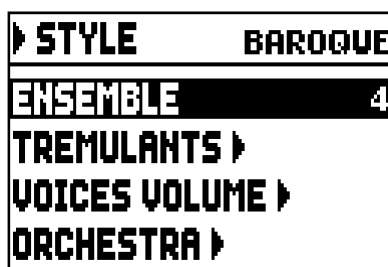 STYLE BAROQUE
ENSEMBLE 4
TREMULANTS
VOICES VOLUME
ORCHESTRA